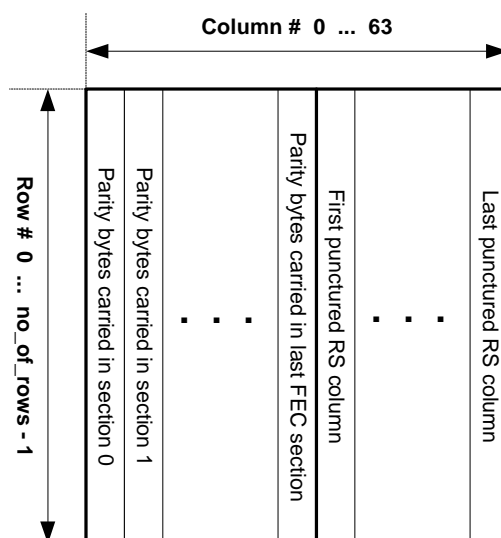 Column # 0 ... 63
Row # 0 ... no_of_rows - 1
Parity bytes carried in section 0
Parity bytes carried in section 1
. . .
Parity bytes carried in last FEC section
First punctured RS column
. . .
Last punctured RS column